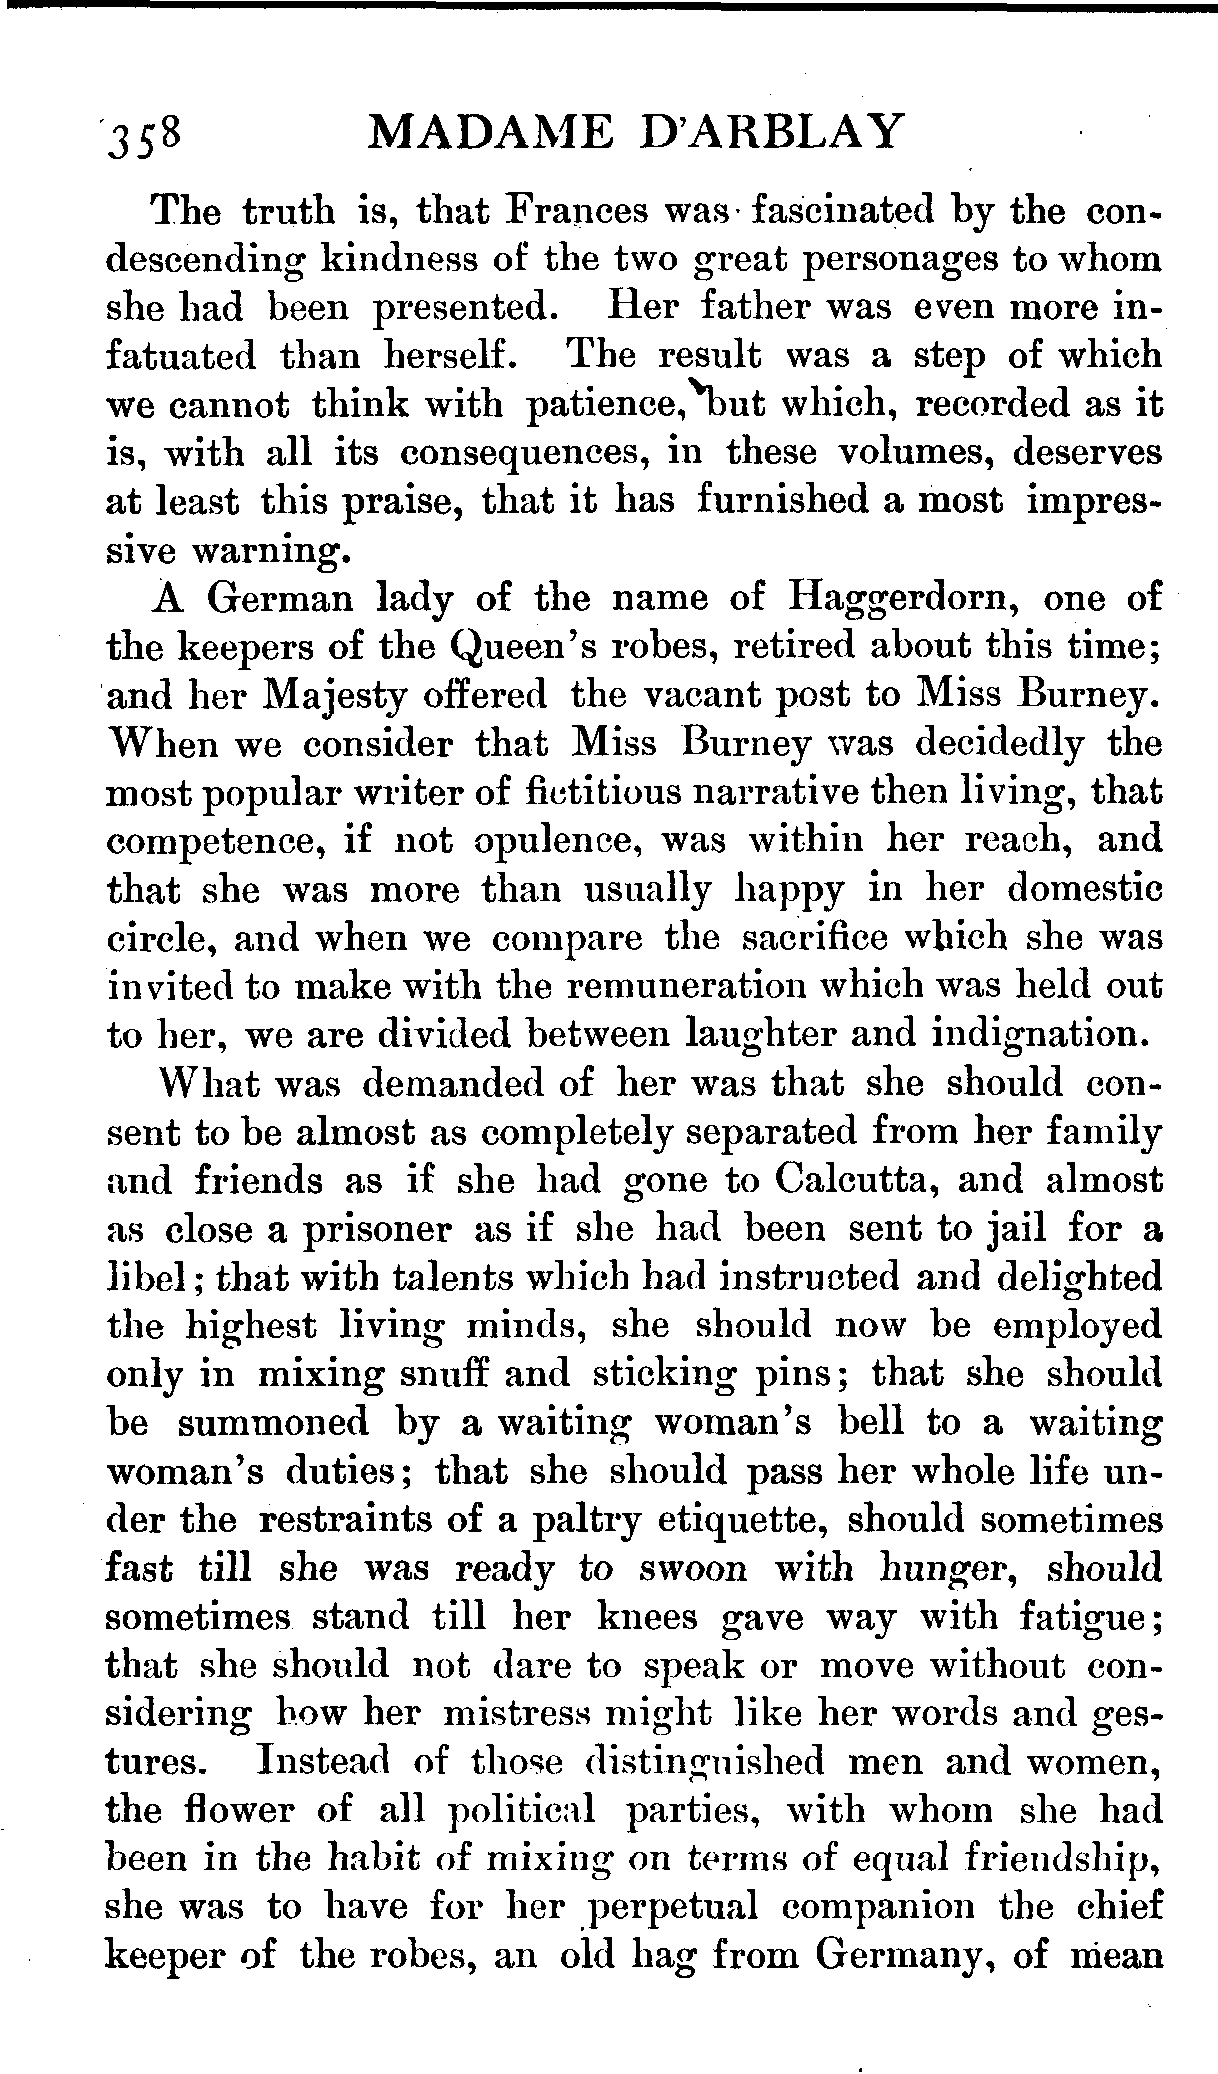 358 MADAME D'ARBLAY
The truth is, that Frances was fascinated by the con-
descending kindness of the two great personages to whom
she had been presented. Her father was even more in-
fatuated than herself. The result was a step of which
we cannot think with patience, but which, recorded as it
is, with all its consequences, in these volumes, deserves
at least this praise, that it has furnished a most impres-
sive warning.
A German lady of the name of Haggerdorn, one of
the keepers of the Queen's robes, retired about this time;
and her Majesty offered the vacant post to Miss Burney.
When we consider that Miss Burney was decidedly the
most popular writer of fictitious narrative then living, that
competence, if not opulence, was within her reach, and
that she was more than usually happy in her domestic
circle, and when we compare the sacrifice which she was
invited to make with the remuneration which was held out
to her, we are divided between laughter and indignation.
What was demanded of her was that she should con-
sent to be almost as completely separated from her family
and friends as if she had gone to Calcutta, and almost
as close a prisoner as if she had been sent to jail for a
libel; that with talents which had instructed and delighted
the highest living minds, she should now be employed
only in mixing snuff and sticking pins; that she should
be summoned by a waiting woman's bell to a waiting
woman's duties; that she should pass her whole life un-
der the restraints of a paltry etiquette, should sometimes
fast till she was ready to swoon with hunger, should
sometimes stand till her knees gave way with fatigue;
that she should not dare to speak or move without con-
sidering how her mistress might like her words and ges-
tures. Instead of those distinguished men and women,
the flower of all political parties, with whom she had
been in the habit of mixing on terms of equal friendship,
she was to have for her perpetual companion the chief
keeper of the robes, an old hag from Germany, of mean